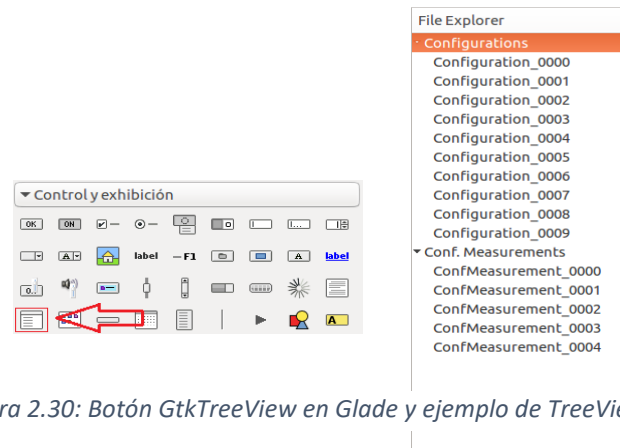 File Explorer
Configurations
Configuration_0000
Configuration_0001
Configuration_0002
Configuration_0003
Configuration_0004
Configuration_0005
Configuration_0006
Configuration_0007
Configuration_0008
Configuration_0009
Conf. Measurements
ConfMeasurement_0000
ConfMeasurement_0001
ConfMeasurement_0002
ConfMeasurement_0003
ConfMeasurement_0004
Control y exhibición
OK ON
A label F1 A label
0..
A
ra 2.30: Botón GtkTreeView en Glade y ejemplo de TreeVie